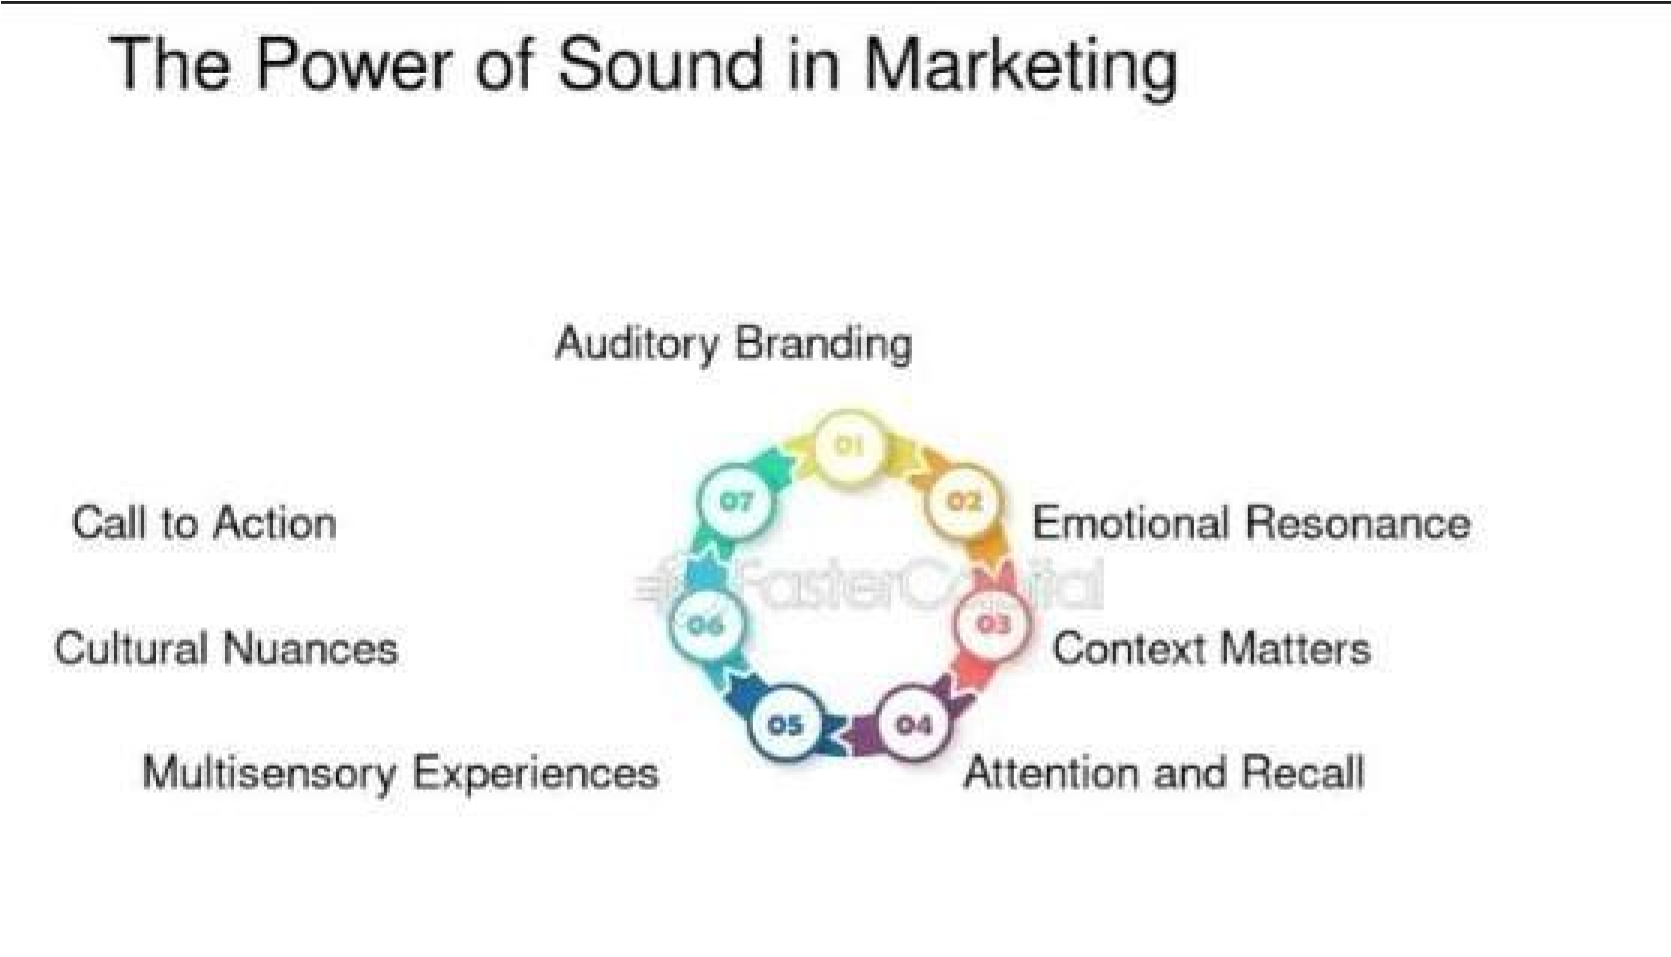 The Power of Sound in Marketing
Auditory Branding
01
07
02
Call to Action
Emotional Resonance
FasterCapital
06
03
Cultural Nuances
Context Matters
05
04
Multisensory Experiences
Attention and Recall